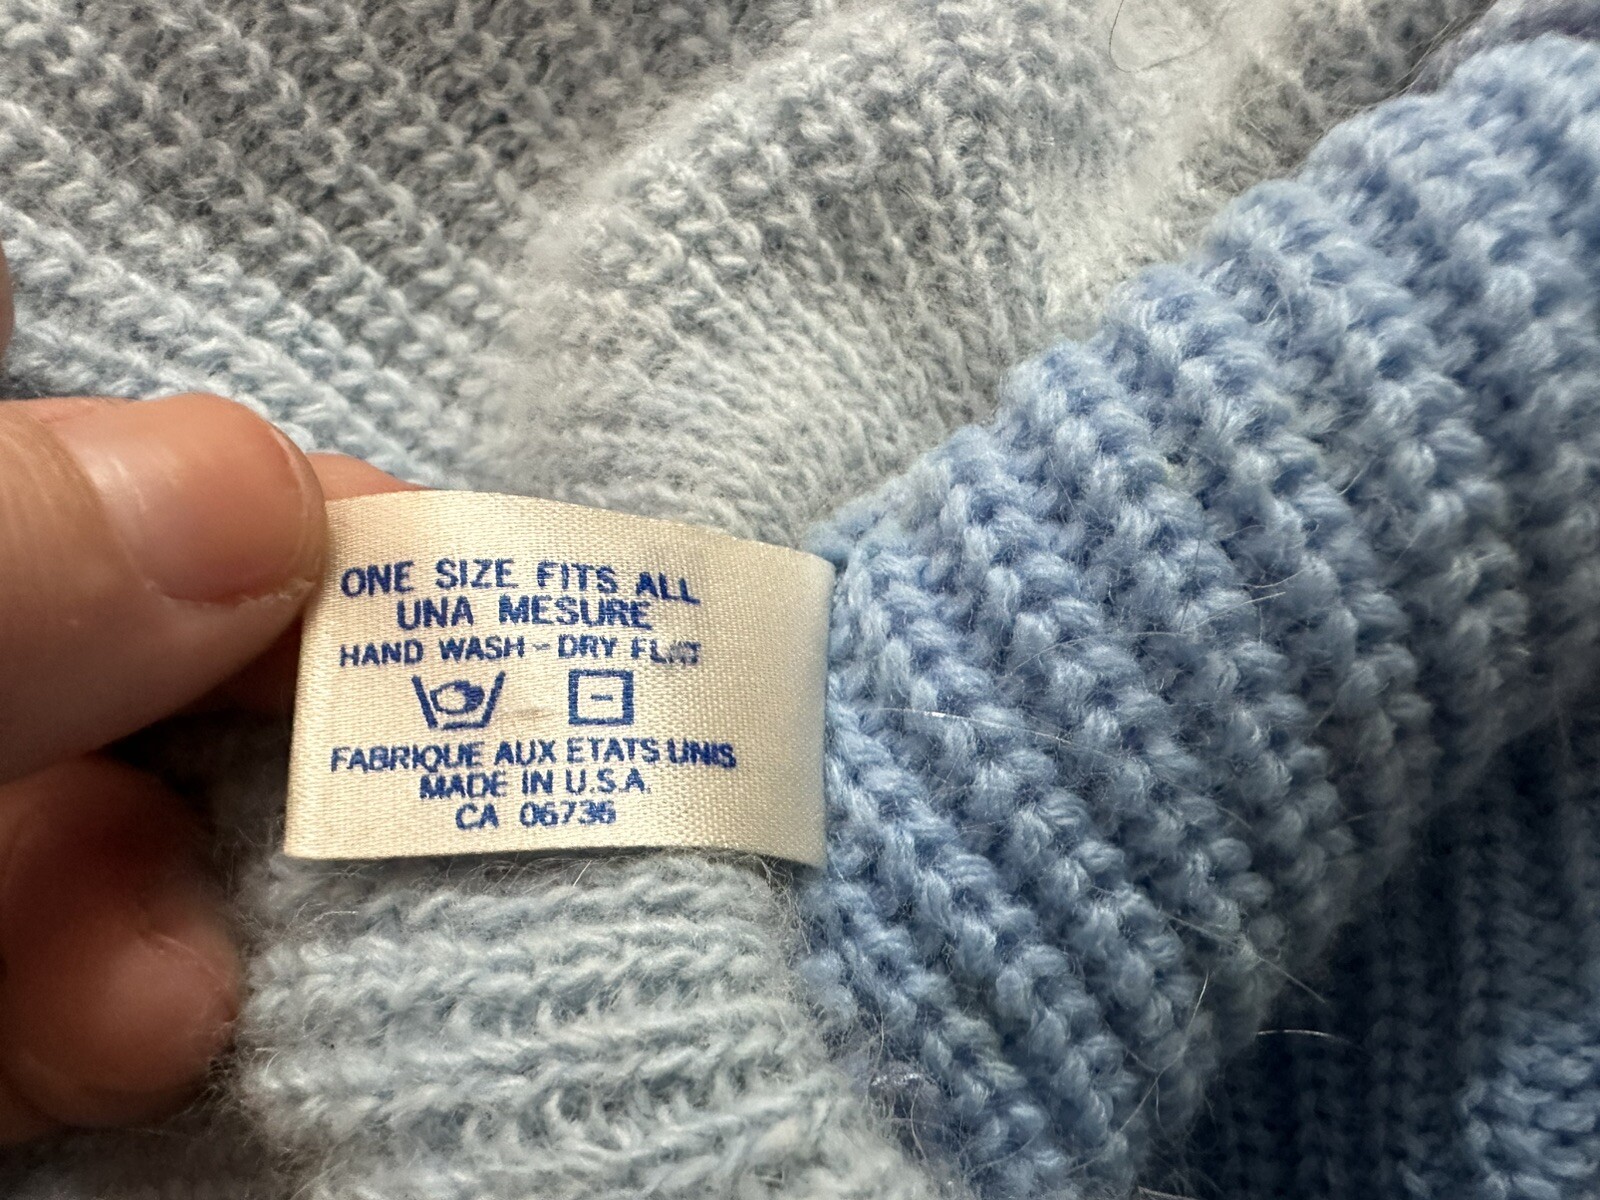 ONE SIZE FITS ALL
UNA MESURE
HAND WASH - DRY FLAT
FABRIQUE AUX ETATS UNIS
MADE IN U.S.A.
CA 06736